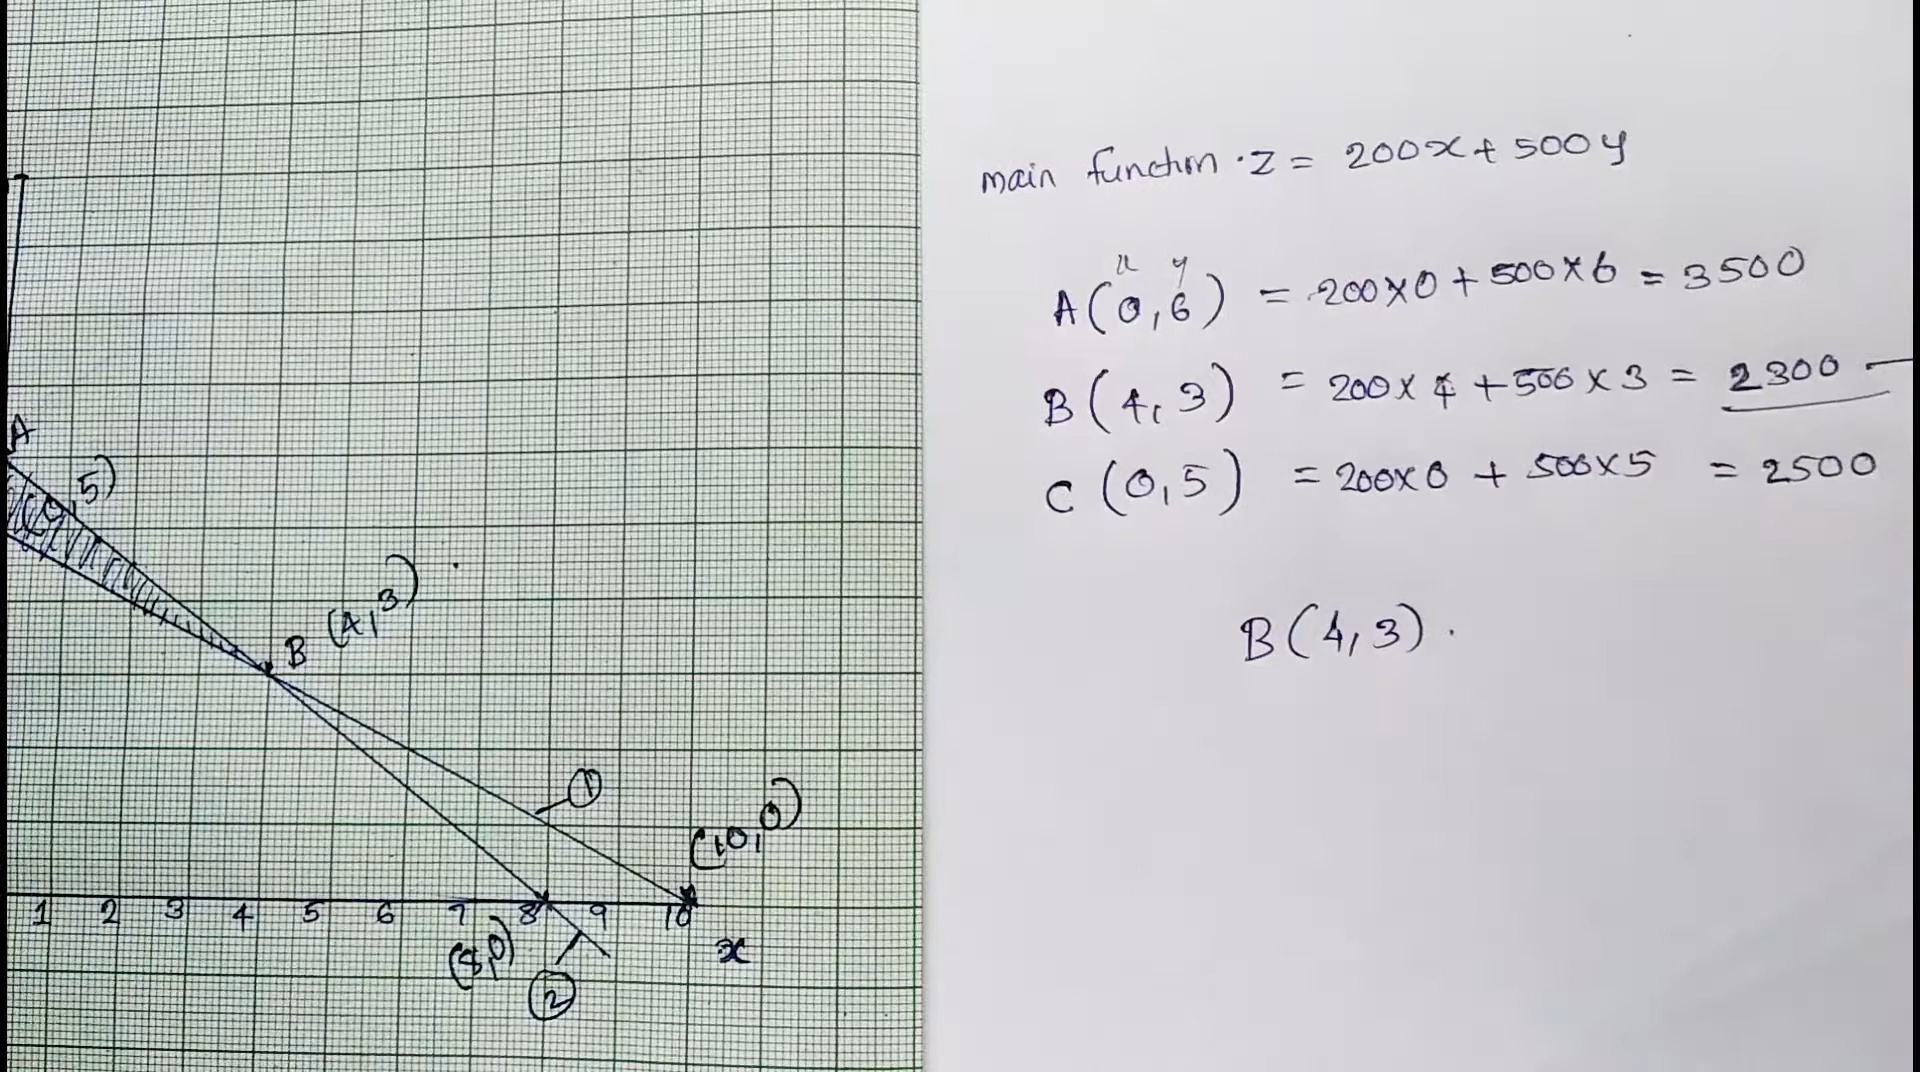 A
(0,5)
B (4,3)
①
(10,0)
1 2 3 4 5 6 7 8 9 10
x
(8,0)
②
main function · Z = 200x + 500y
x y
A(0,6) = 200×0 + 500×6 = 3500
B(4,3) = 200×4 + 500×3 = 2300
C(0,5) = 200×0 + 500×5 = 2500
B(4,3).